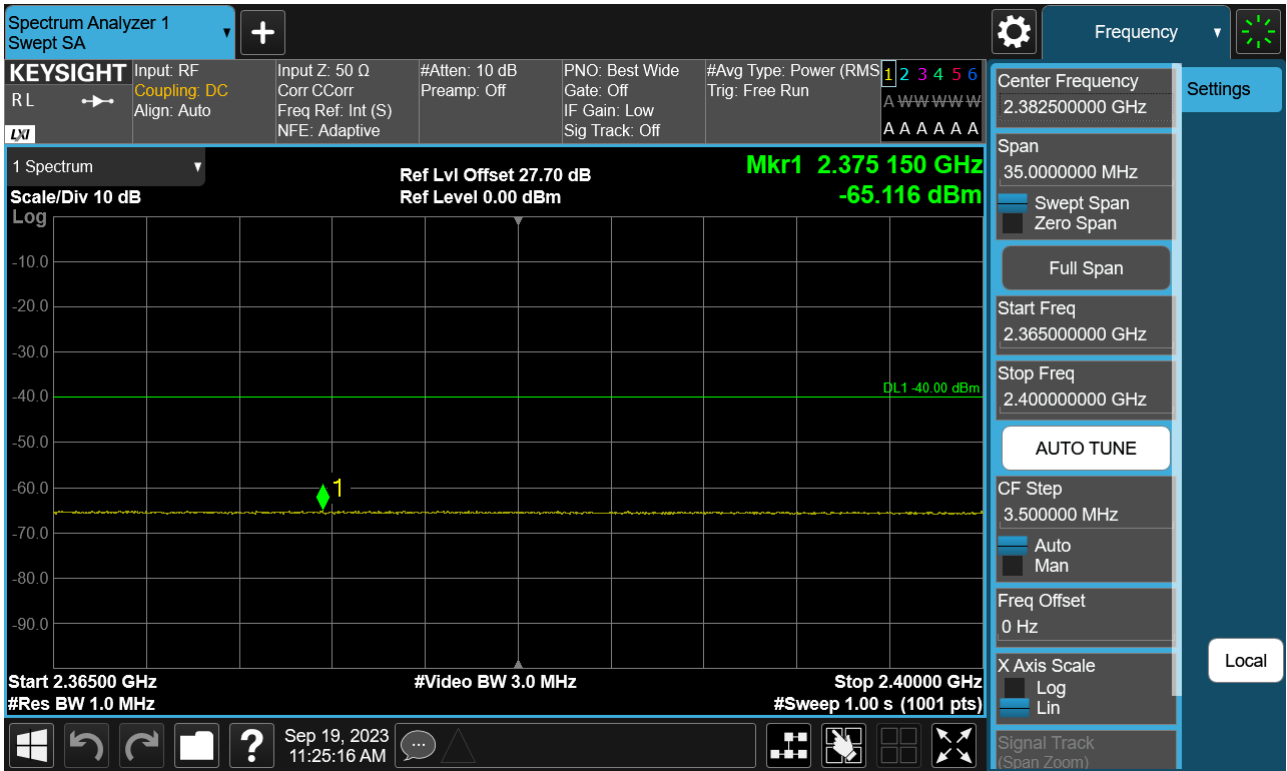 Spectrum Analyzer 1
Swept SA
+
Frequency
KEYSIGHT
R L
LXI
Input: RF
Coupling: DC
Align: Auto
Input Z: 50 Ω
Corr CCorr
Freq Ref: Int (S)
NFE: Adaptive
#Atten: 10 dB
Preamp: Off
PNO: Best Wide
Gate: Off
IF Gain: Low
Sig Track: Off
#Avg Type: Power (RMS
Trig: Free Run
1 2 3 4 5 6
A W W W W W
A A A A A A
1 Spectrum
Scale/Div 10 dB
Log
Ref Lvl Offset 27.70 dB
Ref Level 0.00 dBm
Mkr1 2.375 150 GHz
-65.116 dBm
-10.0
-20.0
-30.0
-40.0
-50.0
-60.0
-70.0
-80.0
-90.0
DL1 -40.00 dBm
1
Start 2.36500 GHz
#Res BW 1.0 MHz
#Video BW 3.0 MHz
Stop 2.40000 GHz
#Sweep 1.00 s (1001 pts)
Center Frequency
2.382500000 GHz
Span
35.0000000 MHz
Swept Span
Zero Span
Full Span
Start Freq
2.365000000 GHz
Stop Freq
2.400000000 GHz
AUTO TUNE
CF Step
3.500000 MHz
Auto
Man
Freq Offset
0 Hz
X Axis Scale
Log
Lin
Signal Track
(Span Zoom)
Settings
Local
?
Sep 19, 2023
11:25:16 AM